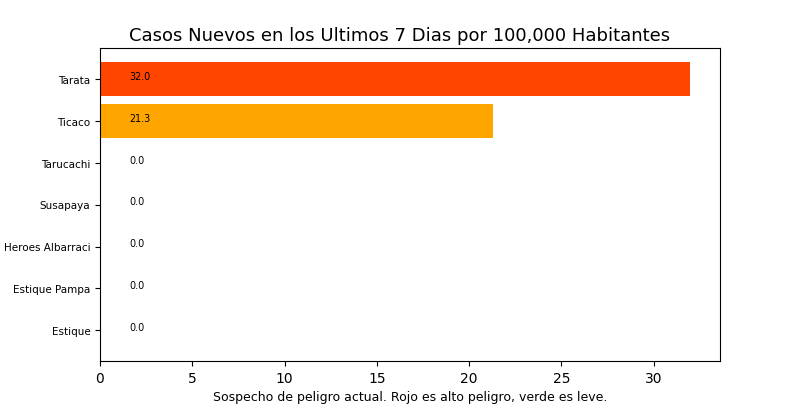 Casos Nuevos en los Ultimos 7 Dias por 100,000 Habitantes
Tarata 32.0
Ticaco 21.3
Tarucachi 0.0
Susapaya 0.0
Heroes Albarraci 0.0
Estique Pampa 0.0
Estique 0.0
0 5 10 15 20 25 30
Sospecho de peligro actual. Rojo es alto peligro, verde es leve.